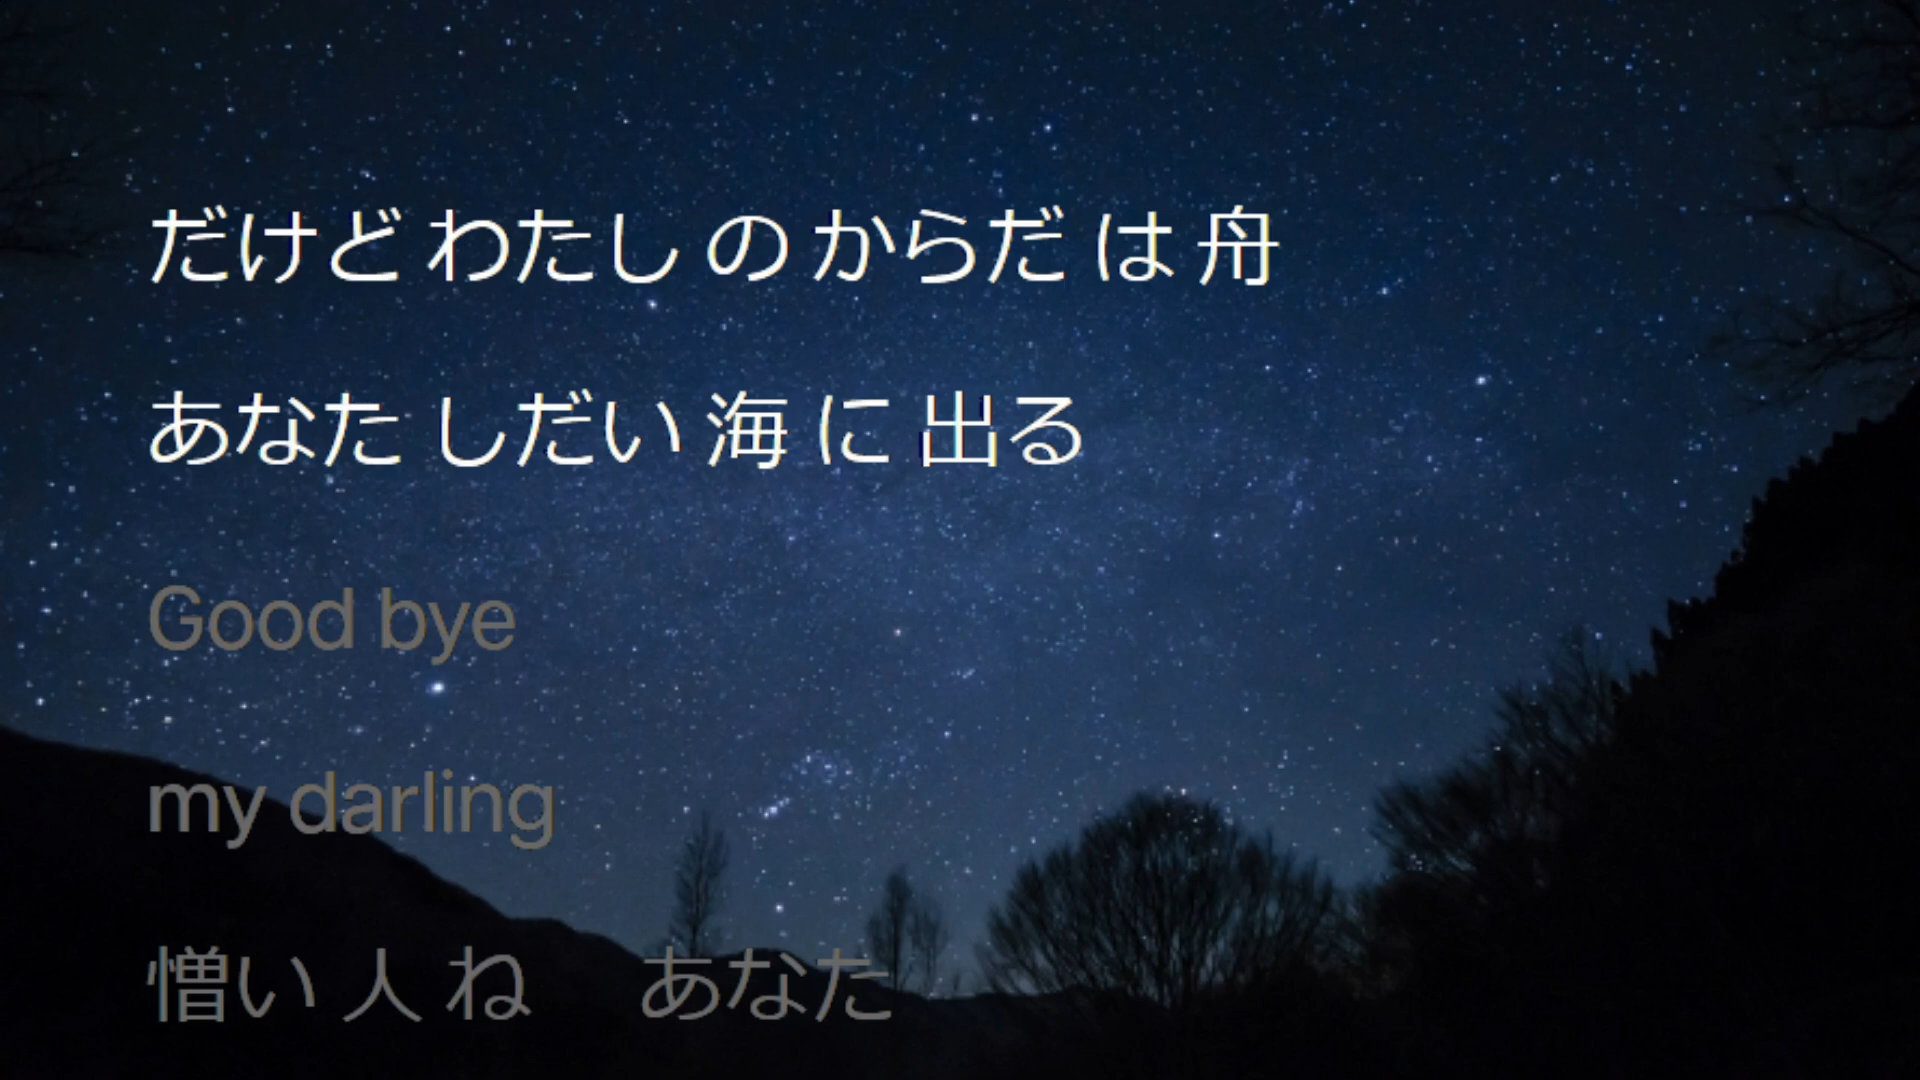 だけど わたし の からだ は 舟
あなた しだい 海 に 出る
Good bye
my darling
憎い 人 ね　あなた